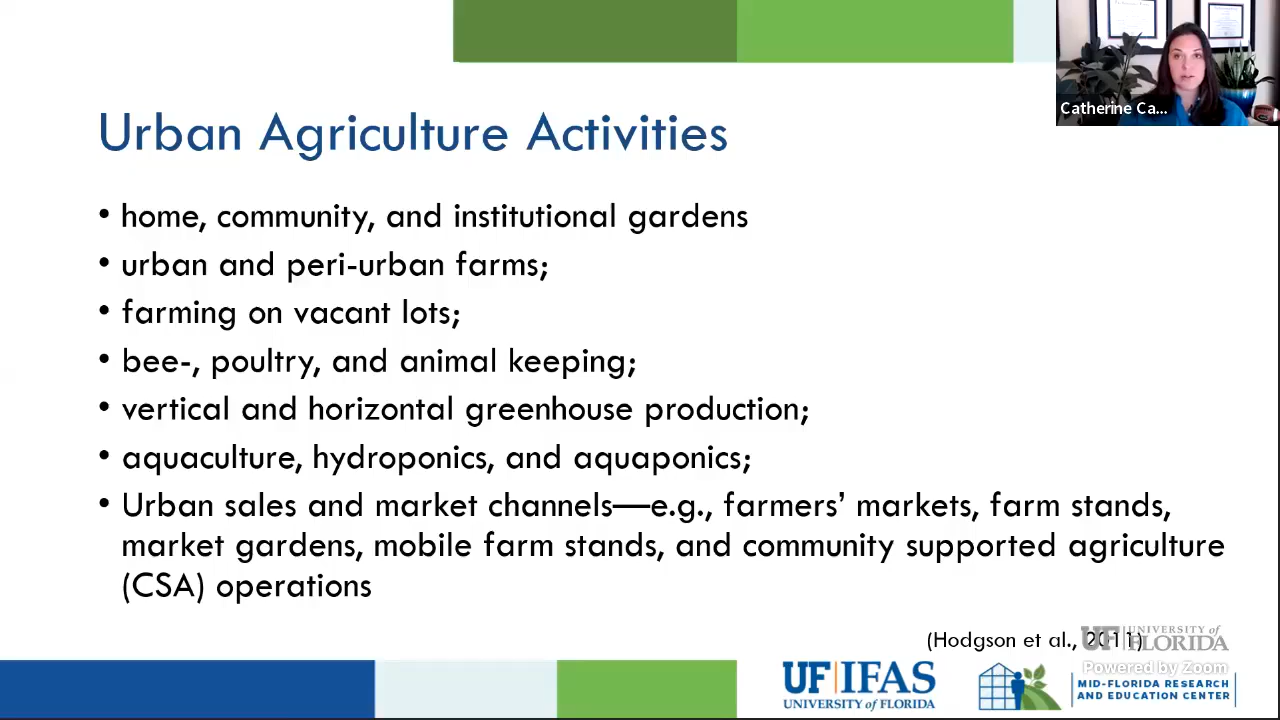 Catherine Ca...
Urban Agriculture Activities
• home, community, and institutional gardens
• urban and peri-urban farms;
• farming on vacant lots;
• bee-, poultry, and animal keeping;
• vertical and horizontal greenhouse production;
• aquaculture, hydroponics, and aquaponics;
• Urban sales and market channels—e.g., farmers’ markets, farm stands,
market gardens, mobile farm stands, and community supported agriculture
(CSA) operations
(Hodgson et al., 2011)
UF UNIVERSITY of
FLORIDA
Powered by Zoom
UF IFAS
UNIVERSITY of FLORIDA
MID-FLORIDA RESEARCH
AND EDUCATION CENTER